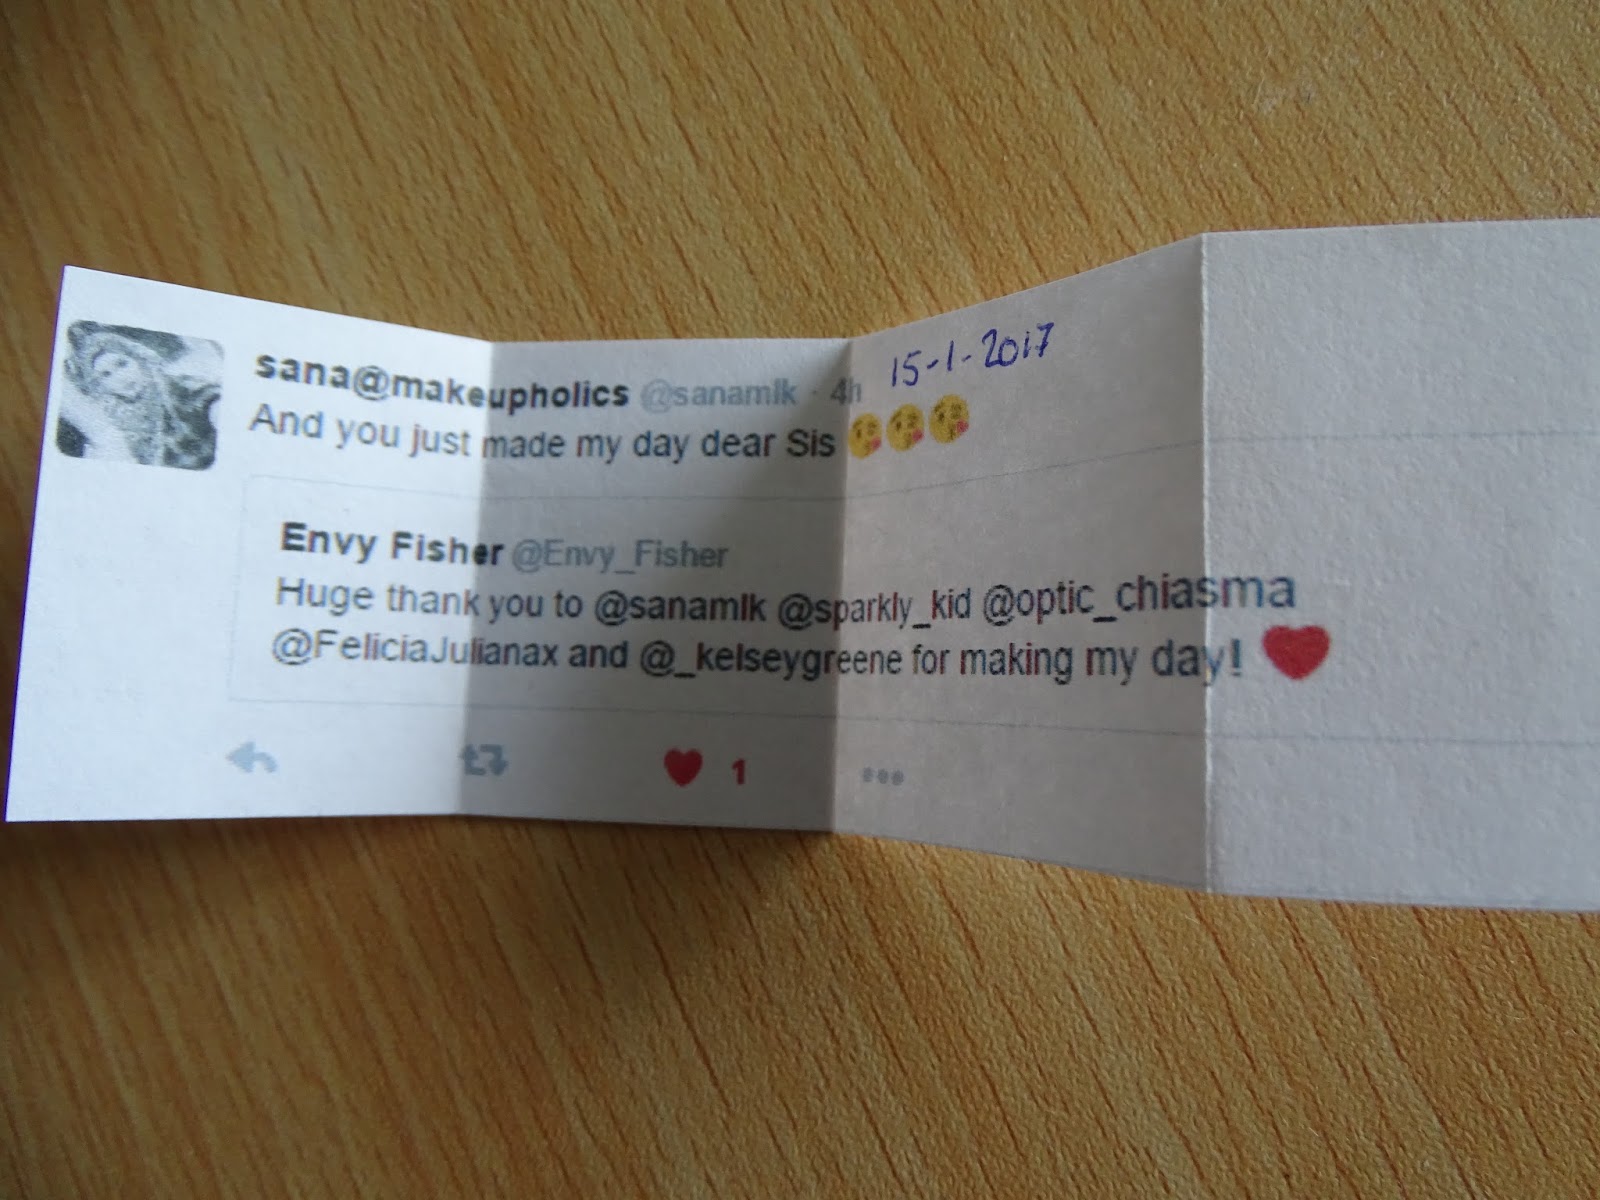 15-1-2017
sana@makeupholics @sanamlk · 4h
And you just made my day dear Sis 😘😘😘
Envy Fisher @Envy_Fisher
Huge thank you to @sanamlk @sparkly_kid @optic_chiasma
@FeliciaJulianax and @_kelseygreene for making my day! ❤
1